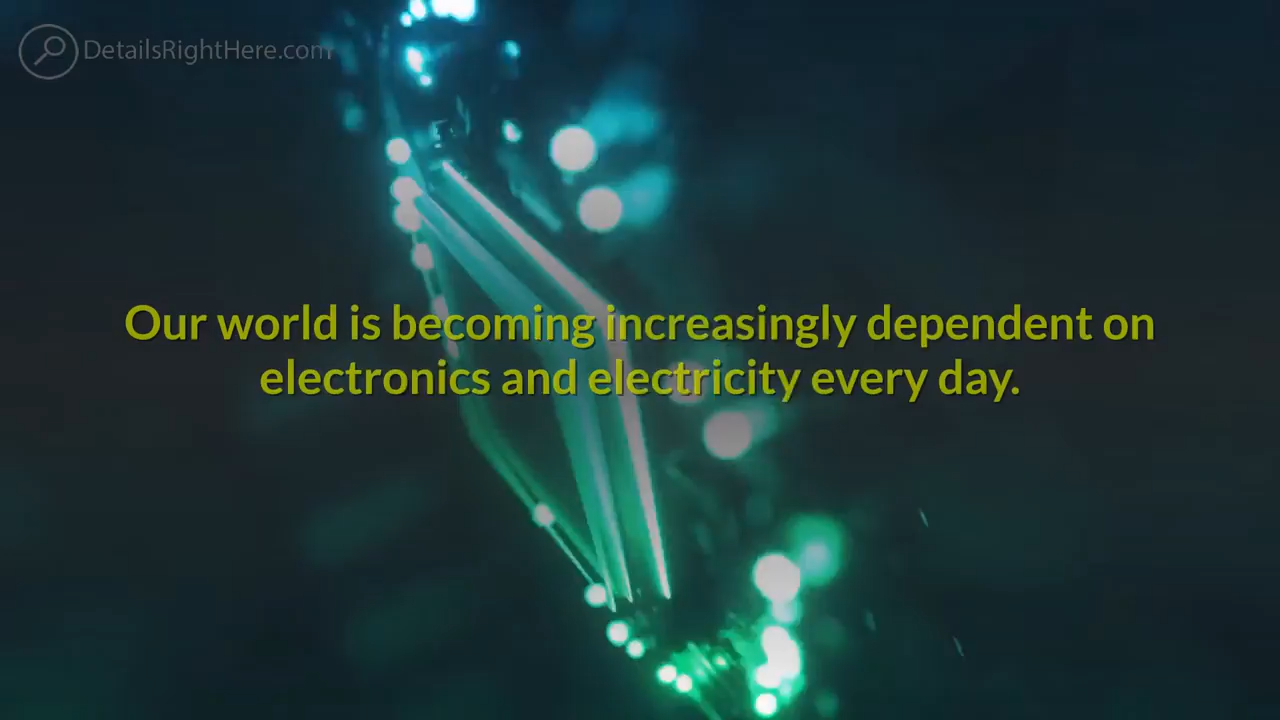 DetailsRightHere.com
Our world is becoming increasingly dependent on
electronics and electricity every day.